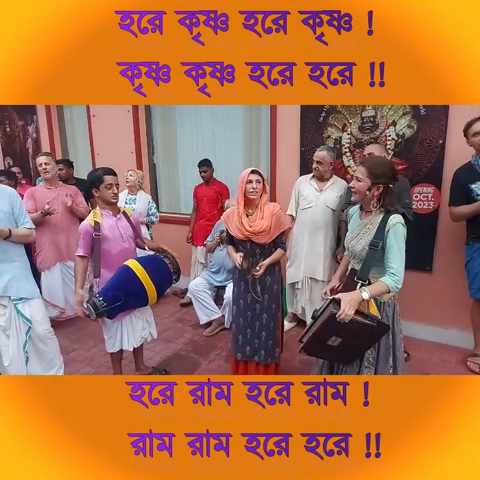 হরে কৃষ্ণ হরে কৃষ্ণ !
কৃষ্ণ কৃষ্ণ হরে হরে !!
OPENING
OCT.
2023
হরে রাম হরে রাম !
রাম রাম হরে হরে !!